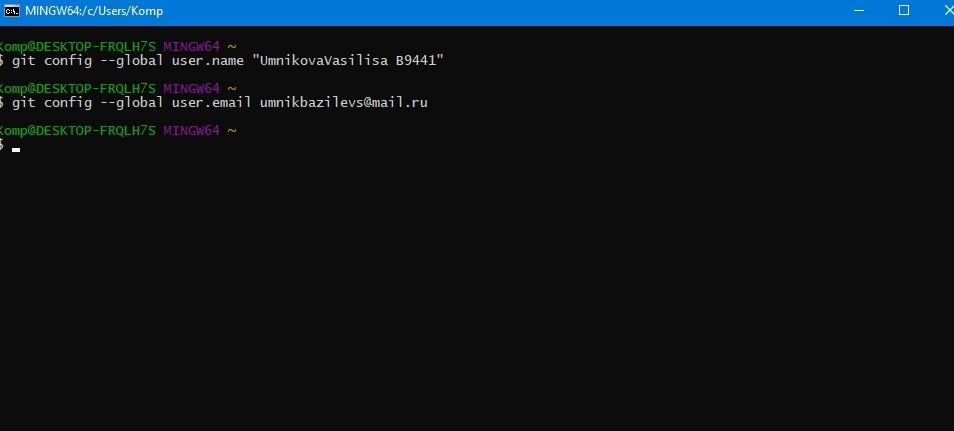 MINGW64:/c/Users/Komp
Komp@DESKTOP-FRQLH7S MINGW64 ~
$ git config --global user.name "UmnikovaVasilisa B9441"
Komp@DESKTOP-FRQLH7S MINGW64 ~
$ git config --global user.email umnikbazilevs@mail.ru
Komp@DESKTOP-FRQLH7S MINGW64 ~
$